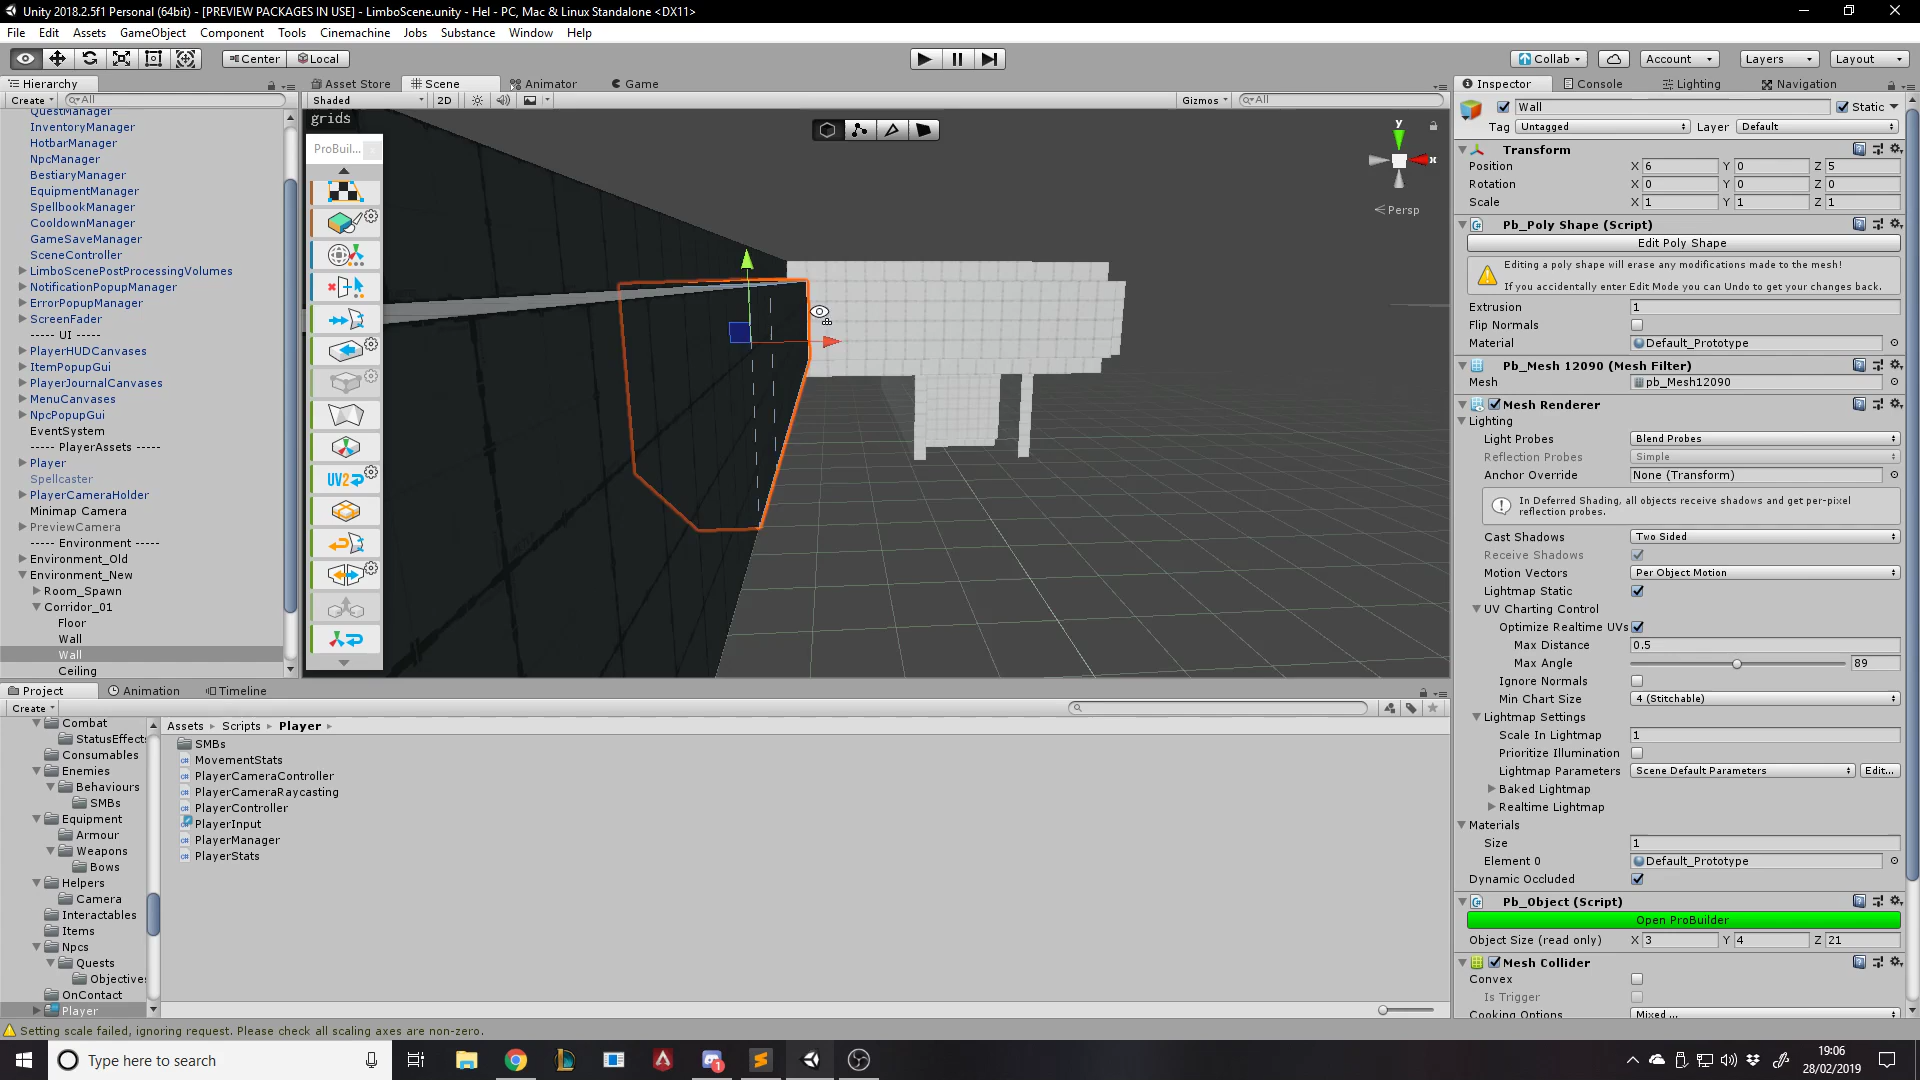 Unity 2018.2.5f1 Personal (64bit) - [PREVIEW PACKAGES IN USE] - LimboScene.unity - Hel - PC, Mac & Linux Standalone <DX11>
File Edit Assets GameObject Component Tools Cinemachine Jobs Substance Window Help
Center Local Collab Account Layers Layout
Hierarchy
Create All
QuestManager
InventoryManager
HotbarManager
NpcManager
BestiaryManager
EquipmentManager
SpellbookManager
CooldownManager
GameSaveManager
SceneController
LimboScenePostProcessingVolumes
NotificationPopupManager
ErrorPopupManager
ScreenFader
----- UI -----
PlayerHUDCanvases
ItemPopupGui
PlayerJournalCanvases
MenuCanvases
NpcPopupGui
EventSystem
----- PlayerAssets -----
Player
Spellcaster
PlayerCameraHolder
Minimap Camera
PreviewCamera
----- Environment -----
Environment_Old
Environment_New
Room_Spawn
Corridor_01
Floor
Wall
Wall
Ceiling
Asset Store Scene Animator Game
Shaded 2D Gizmos All
grids
ProBuil...
UV2
y
x
Persp
Inspector Console Lighting Navigation
Wall Static
Tag Untagged Layer Default
Transform
Position X 6 Y 0 Z 5
Rotation X 0 Y 0 Z 0
Scale X 1 Y 1 Z 1
Pb_Poly Shape (Script)
Edit Poly Shape
Editing a poly shape will erase any modifications made to the mesh!
If you accidentally enter Edit Mode you can Undo to get your changes back.
Extrusion 1
Flip Normals
Material Default_Prototype
Pb_Mesh 12090 (Mesh Filter)
Mesh pb_Mesh12090
Mesh Renderer
Lighting
Light Probes Blend Probes
Reflection Probes Simple
Anchor Override None (Transform)
In Deferred Shading, all objects receive shadows and get per-pixel
reflection probes.
Cast Shadows Two Sided
Receive Shadows
Motion Vectors Per Object Motion
Lightmap Static
UV Charting Control
Optimize Realtime UVs
Max Distance 0.5
Max Angle 89
Ignore Normals
Min Chart Size 4 (Stitchable)
Lightmap Settings
Scale In Lightmap 1
Prioritize Illumination
Lightmap Parameters Scene Default Parameters Edit...
Baked Lightmap
Realtime Lightmap
Materials
Size 1
Element 0 Default_Prototype
Dynamic Occluded
Pb_Object (Script)
Open ProBuilder
Object Size (read only) X 3 Y 4 Z 21
Mesh Collider
Convex
Is Trigger
Cooking Options Mixed ...
Project Animation Timeline
Create
Combat
StatusEffects
Consumables
Enemies
Behaviours
SMBs
Equipment
Armour
Weapons
Bows
Helpers
Camera
Interactables
Items
Npcs
Quests
Objectives
OnContact
Player
Assets Scripts Player
SMBs
MovementStats
PlayerCameraController
PlayerCameraRaycasting
PlayerController
PlayerInput
PlayerManager
PlayerStats
Setting scale failed, ignoring request. Please check all scaling axes are non-zero.
Type here to search
1
19:06
28/02/2019